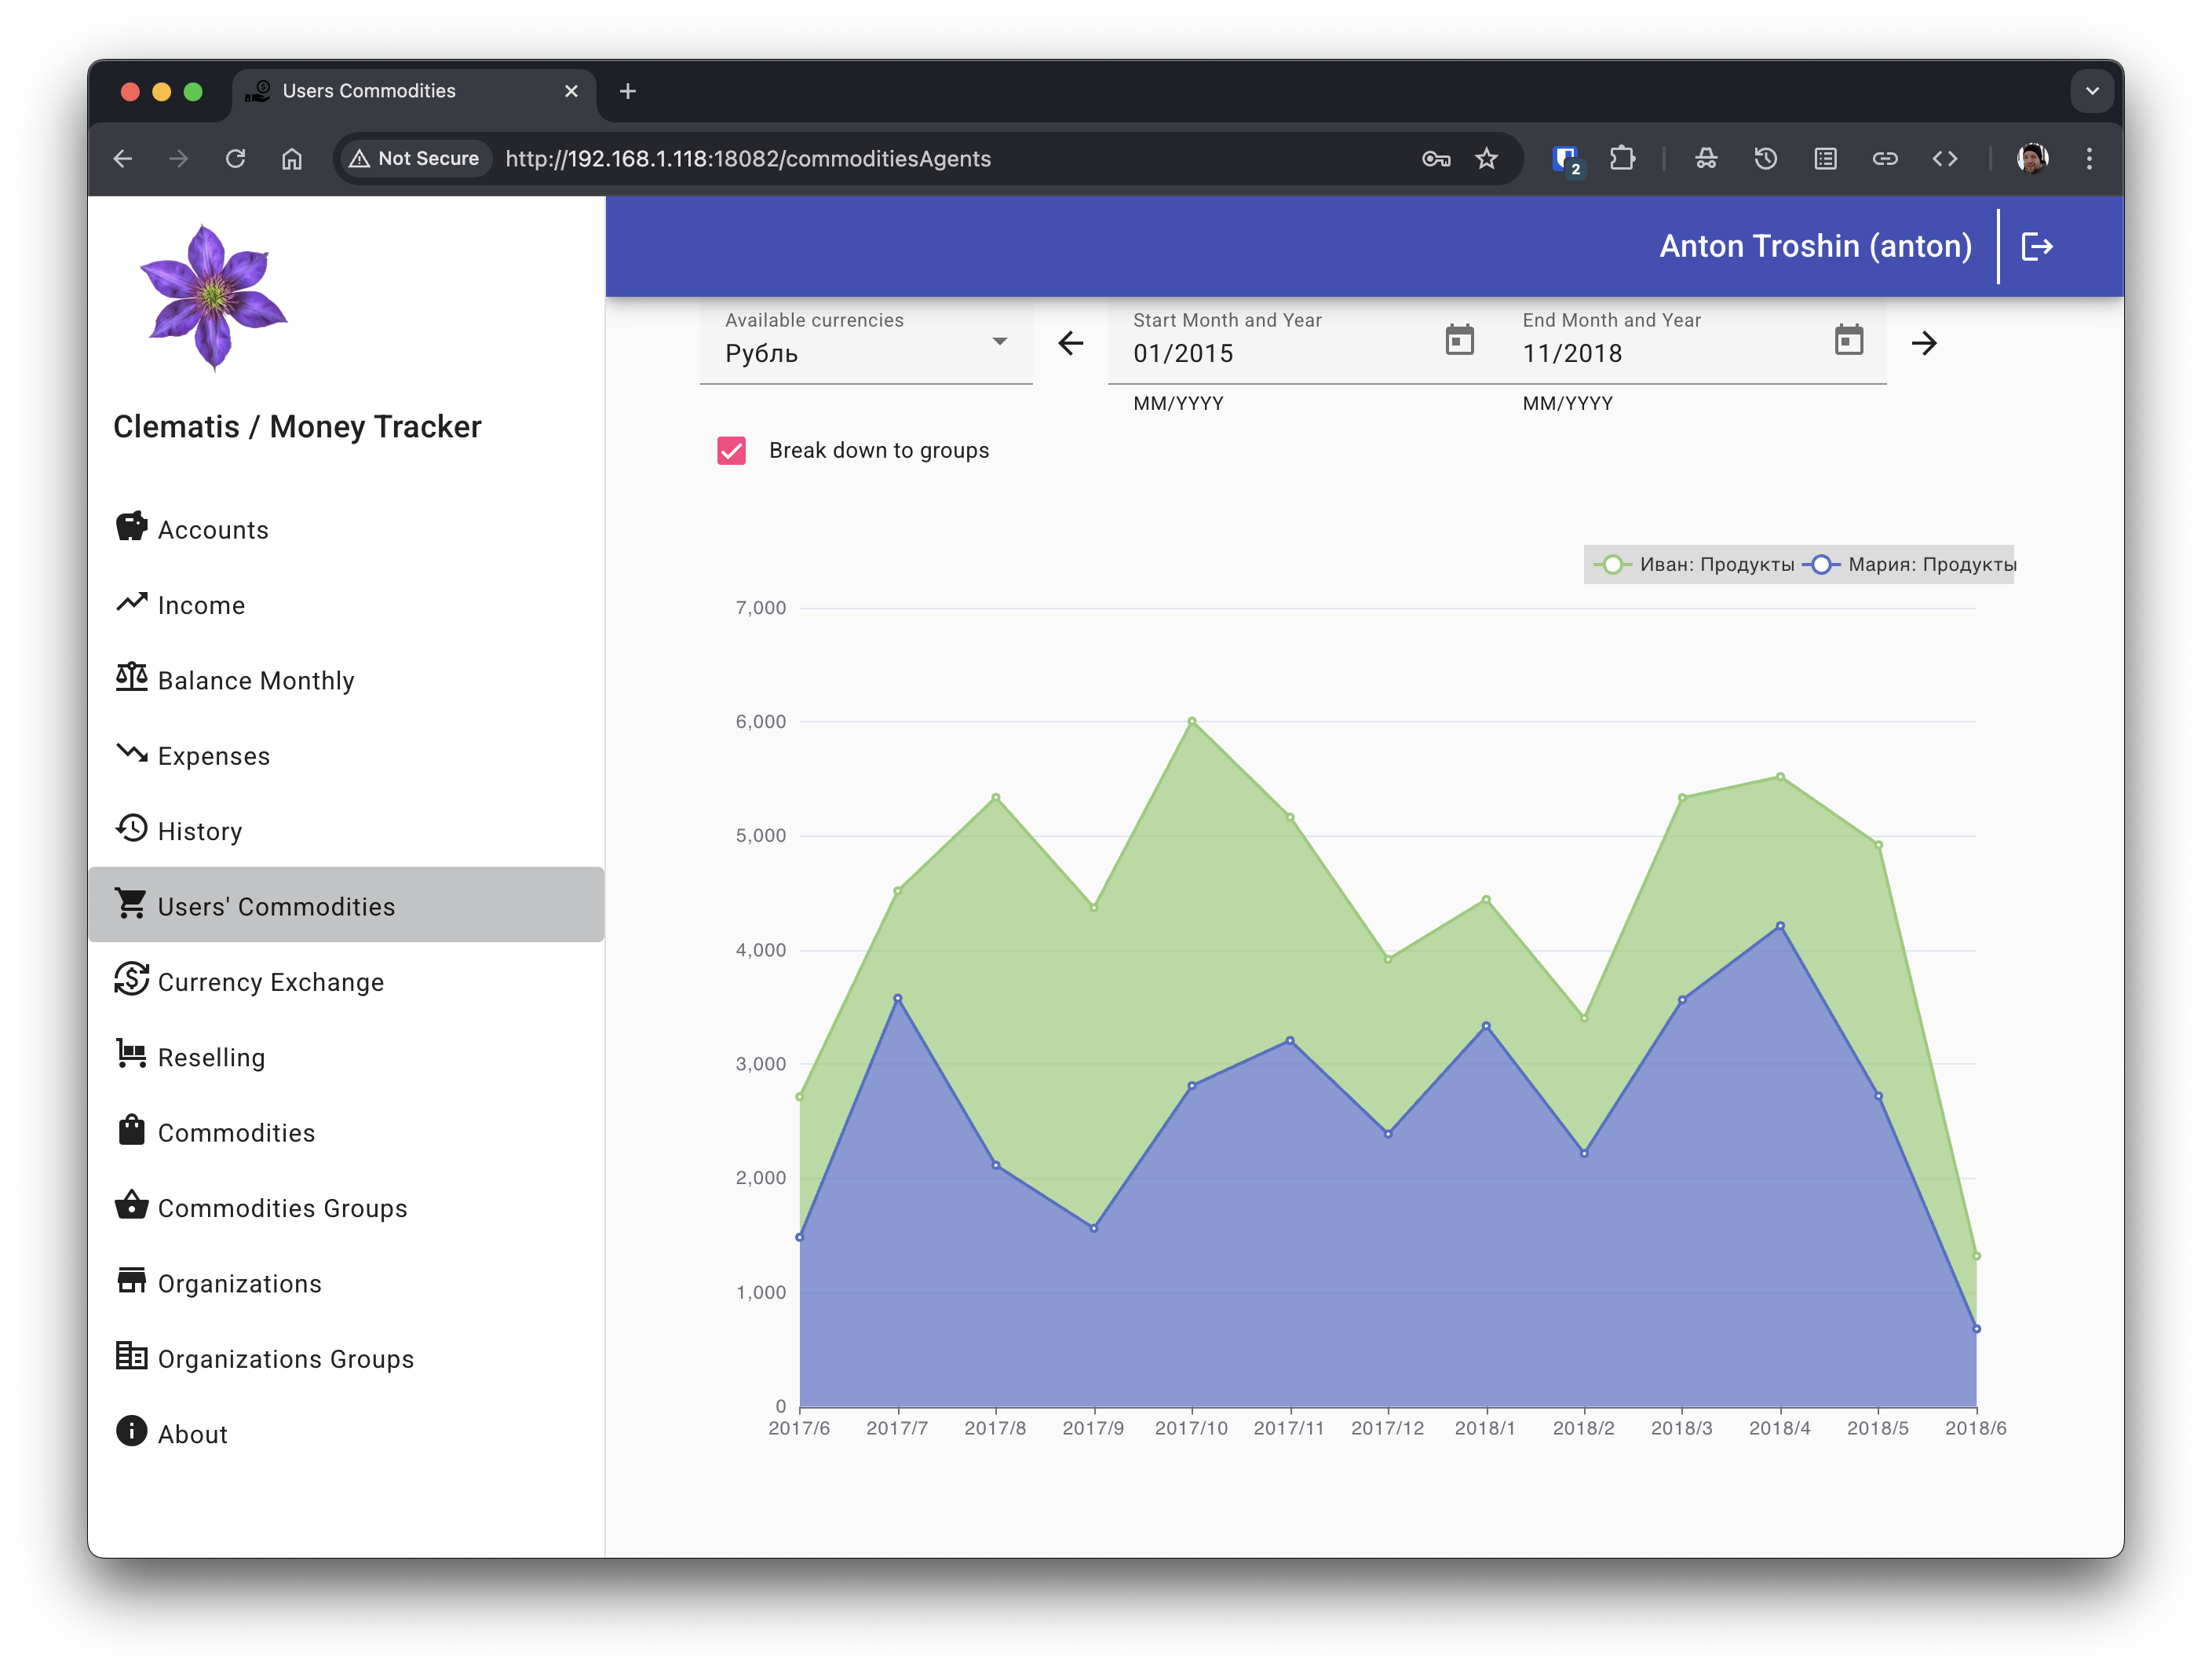 Users Commodities
Not Secure http://192.168.1.118:18082/commoditiesAgents
2
Anton Troshin (anton)
Clematis / Money Tracker
Accounts
Income
Balance Monthly
Expenses
History
Users' Commodities
Currency Exchange
Reselling
Commodities
Commodities Groups
Organizations
Organizations Groups
About
Available currencies
Рубль
Start Month and Year
01/2015
MM/YYYY
End Month and Year
11/2018
MM/YYYY
Break down to groups
Иван: Продукты Мария: Продукты
7,000
6,000
5,000
4,000
3,000
2,000
1,000
0
2017/6 2017/7 2017/8 2017/9 2017/10 2017/11 2017/12 2018/1 2018/2 2018/3 2018/4 2018/5 2018/6